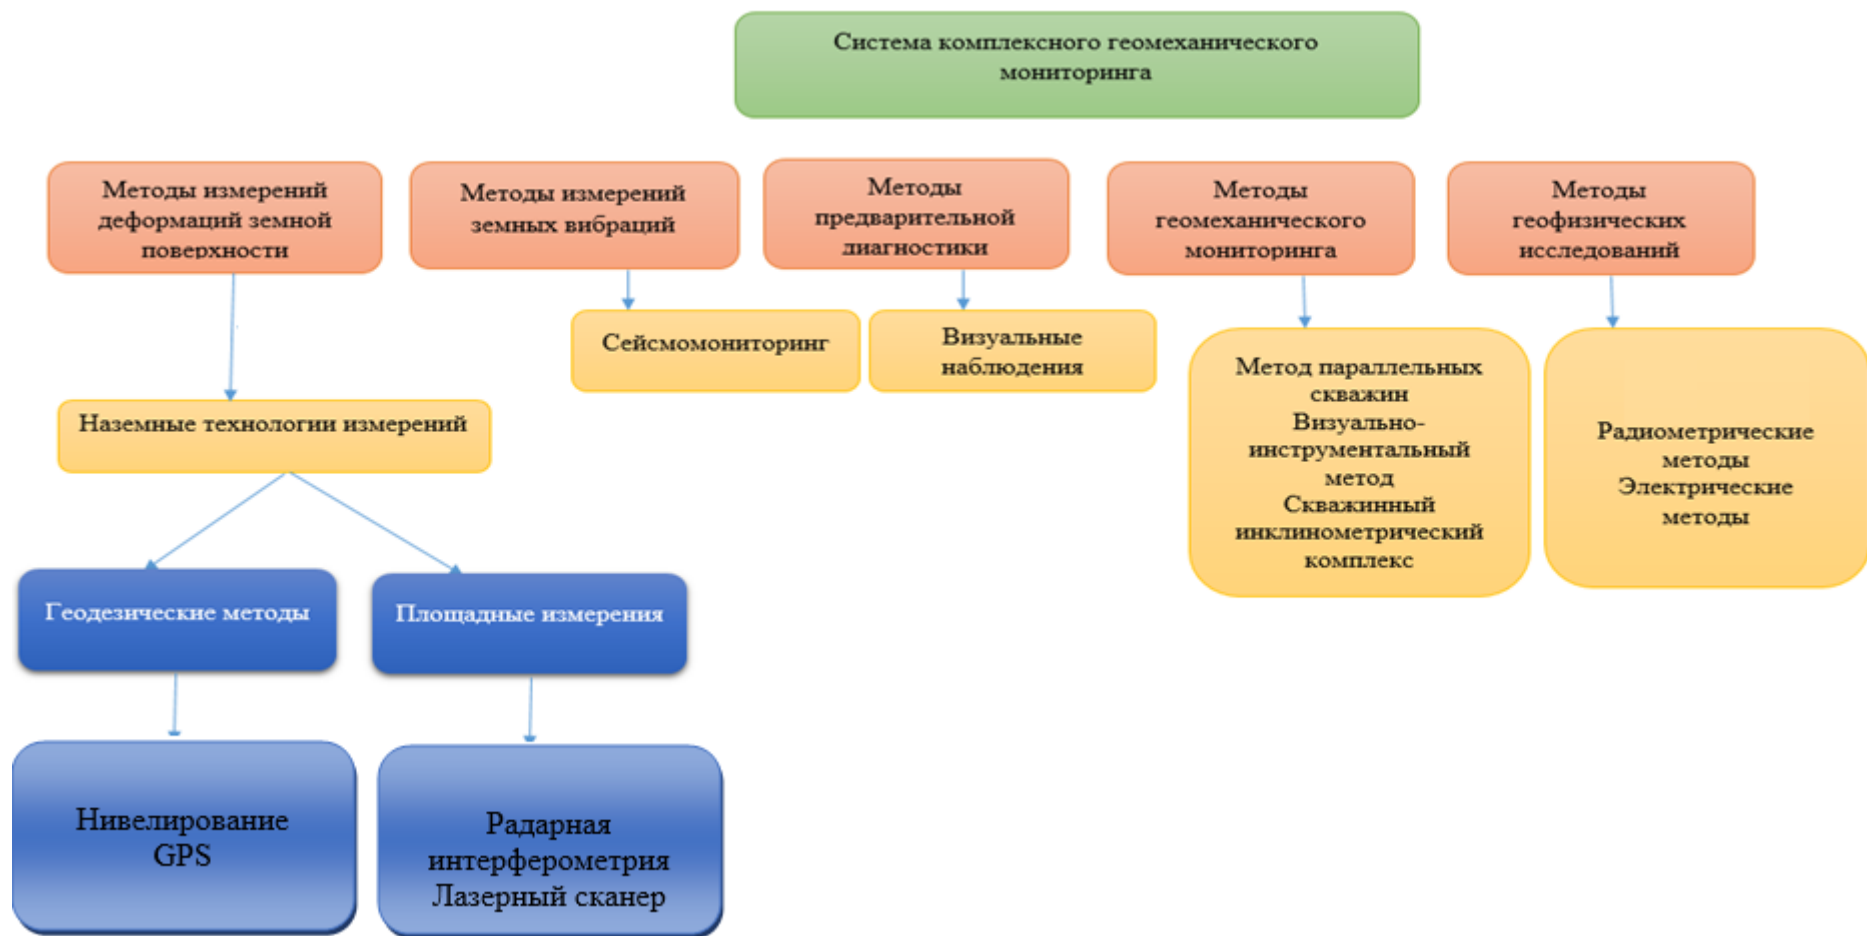 Система комплексного геомеханического
мониторинга
Методы измерений
деформаций земной
поверхности
Методы измерений
земных вибраций
Методы
предварительной
диагностики
Методы
геомеханического
мониторинга
Методы
геофизических
исследований
Сейсмомониторинг
Визуальные
наблюдения
Метод параллельных
скважин
Визуально-
инструментальный
метод
Скважинный
инклинометрический
комплекс
Радиометрические
методы
Электрические
методы
Наземные технологии измерений
Геодезические методы
Площадные измерения
Нивелирование
GPS
Радарная
интерферометрия
Лазерный сканер